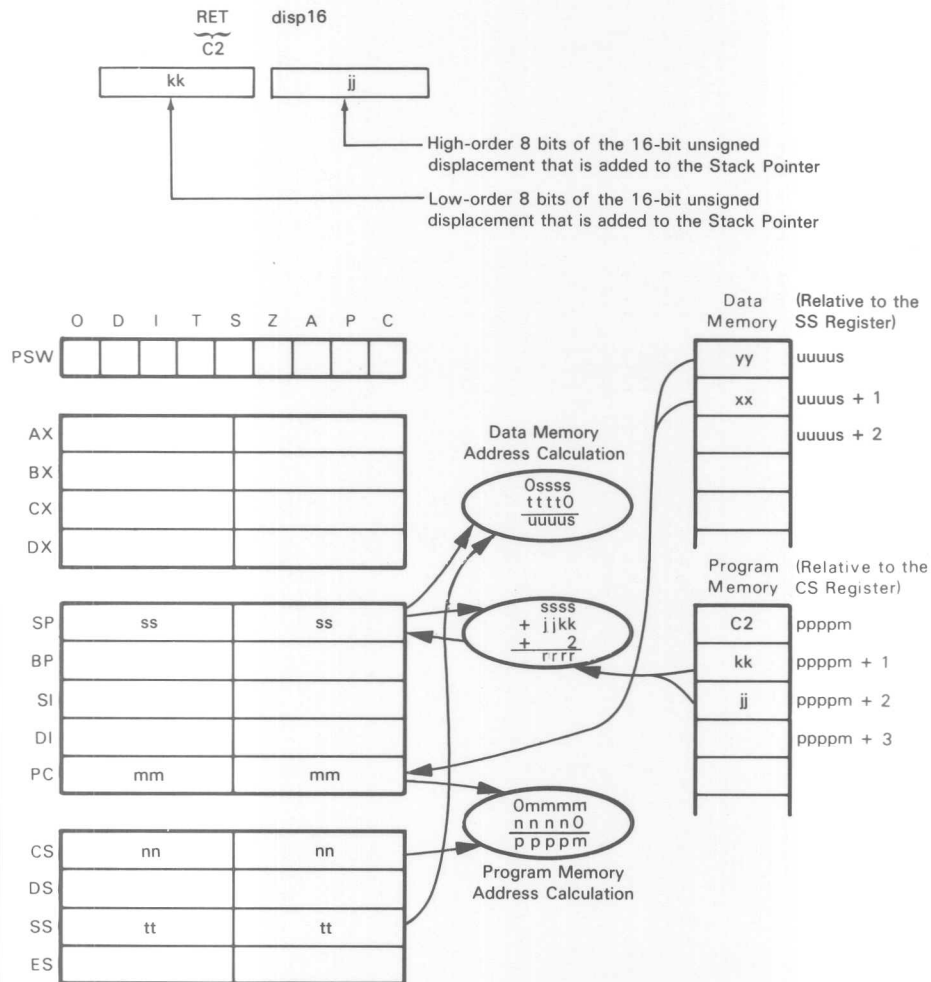 RET disp16
C2
kk jj
High-order 8 bits of the 16-bit unsigned
displacement that is added to the Stack Pointer
Low-order 8 bits of the 16-bit unsigned
displacement that is added to the Stack Pointer
O D I T S Z A P C
PSW
AX
BX
CX
DX
SP ss ss
BP
SI
DI
PC mm mm
CS nn nn
DS
SS tt tt
ES
Data Memory
Address Calculation
0ssss
tttt0
uuuus
ssss
+ jjkk
+ 2
rrrr
0mmmm
nnnn0
ppppm
Program Memory
Address Calculation
Data
Memory
(Relative to the
SS Register)
yy uuuus
xx uuuus + 1
uuuus + 2
Program
Memory
(Relative to the
CS Register)
C2 ppppm
kk ppppm + 1
jj ppppm + 2
ppppm + 3